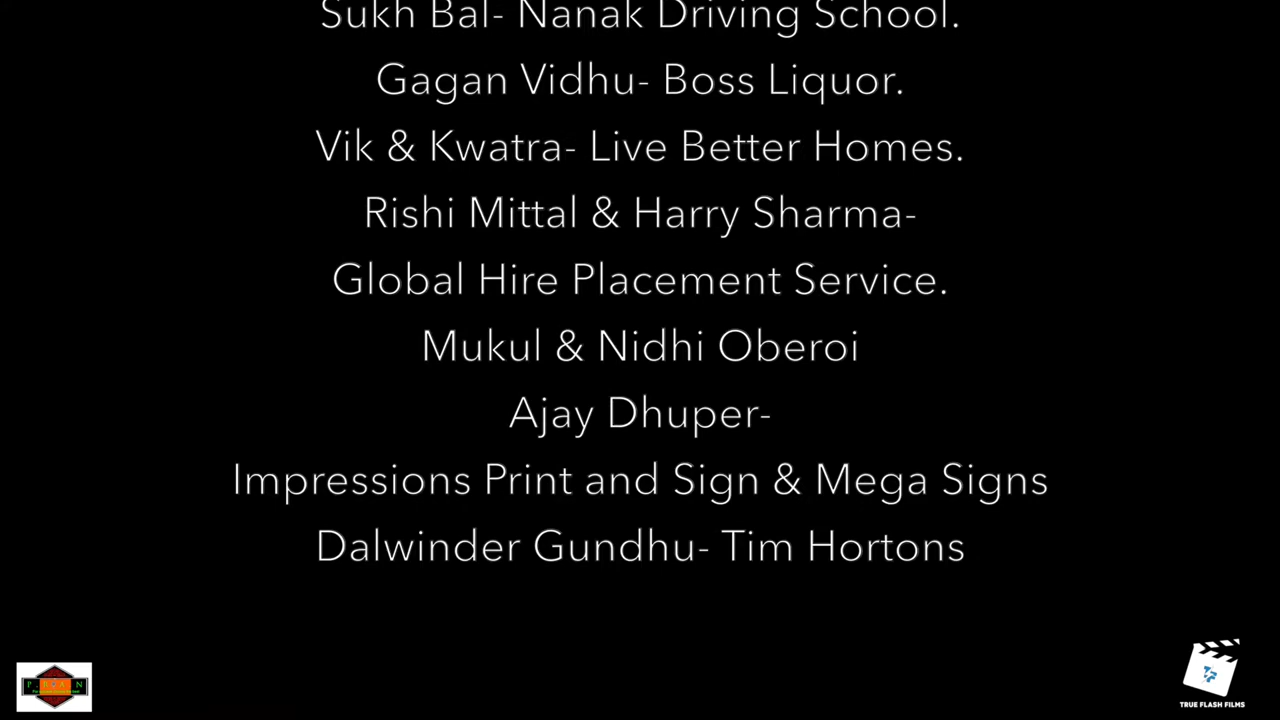 Sukh Bal- Nanak Driving School.
Gagan Vidhu- Boss Liquor.
Vik & Kwatra- Live Better Homes.
Rishi Mittal & Harry Sharma-
Global Hire Placement Service.
Mukul & Nidhi Oberoi
Ajay Dhuper-
Impressions Print and Sign & Mega Signs
Dalwinder Gundhu- Tim Hortons
TRUE FLASH FILMS